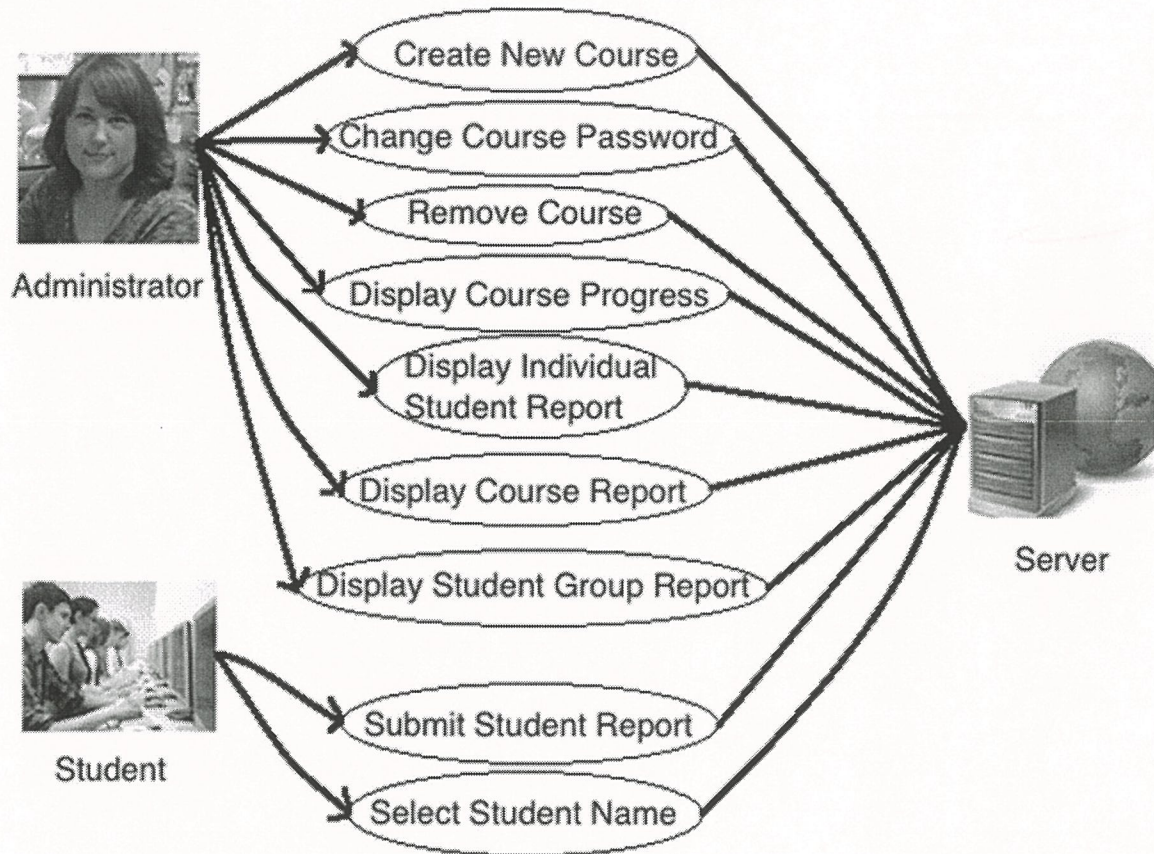 Create New Course
Change Course Password
Remove Course
Administrator
Display Course Progress
Display Individual
Student Report
Display Course Report
Display Student Group Report
Server
Student
Submit Student Report
Select Student Name